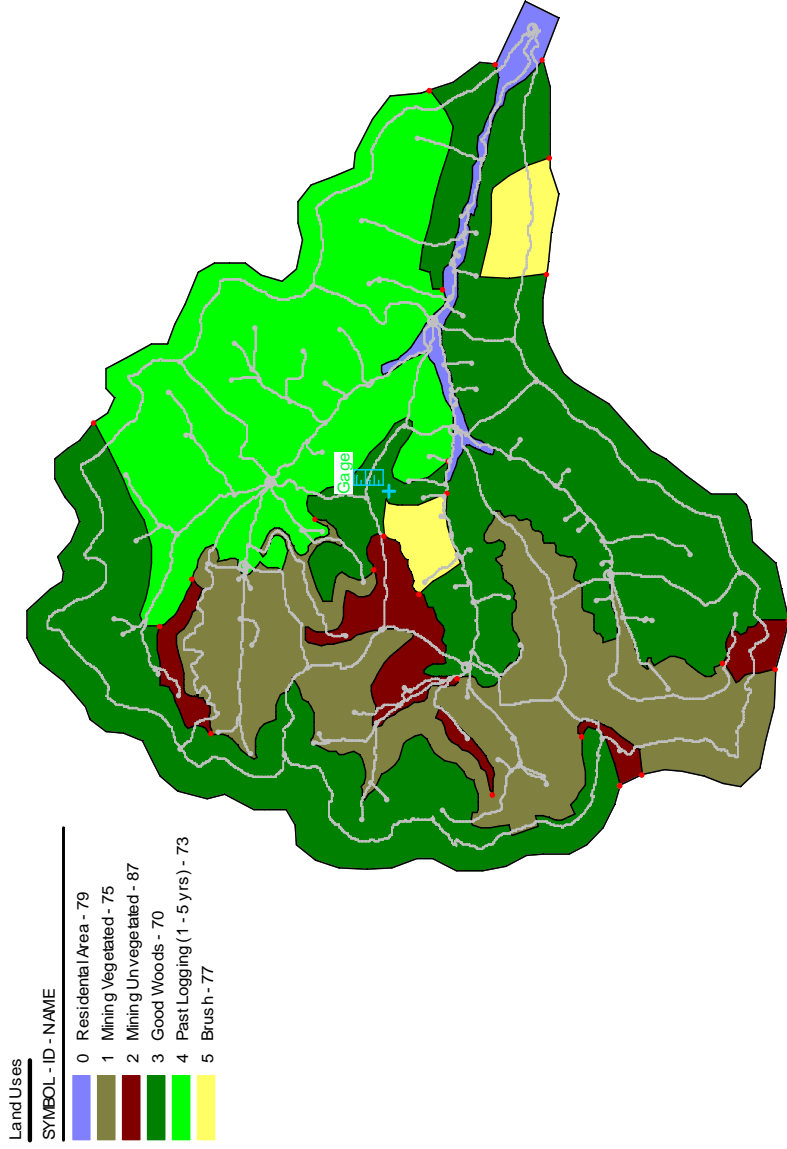 Land Uses
SYMBOL - ID - NAME
0 Residental Area - 79
1 Mining Vegetated - 75
2 Mining Unvegetated - 87
3 Good Woods - 70
4 Past Logging (1 - 5 yrs) - 73
5 Brush - 77
Gage